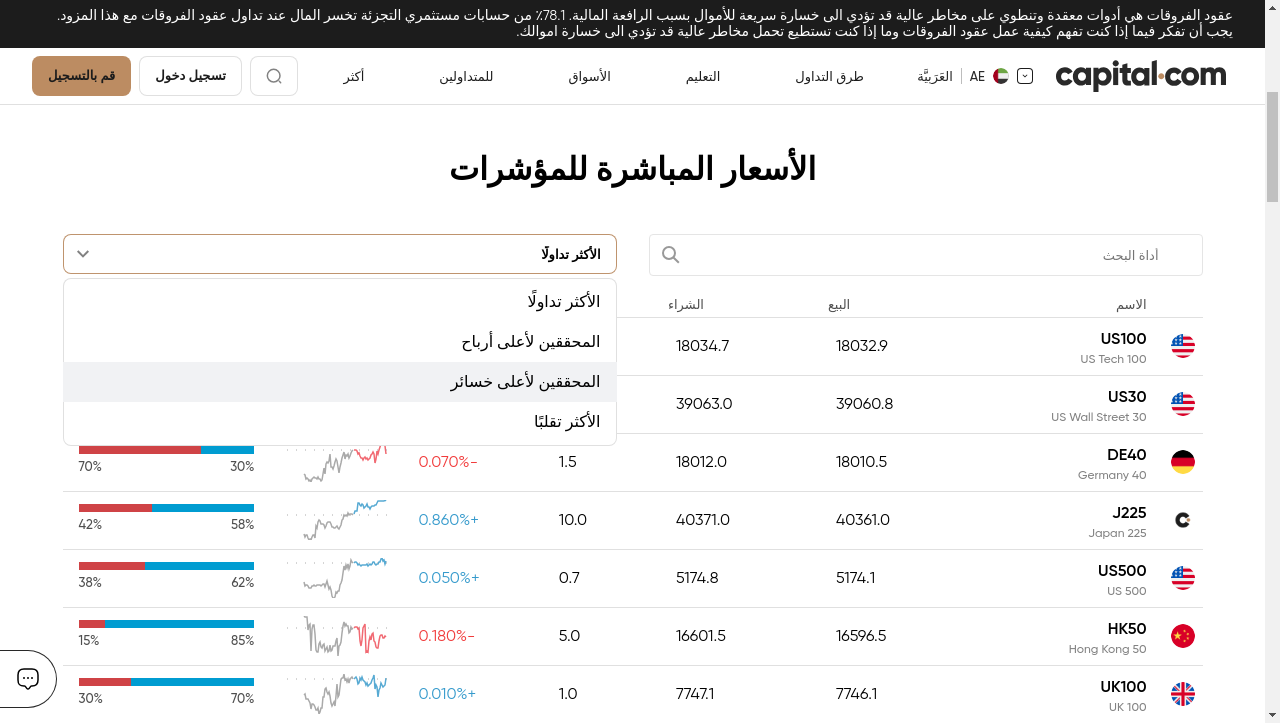 عقود الفروقات هي أدوات معقدة وتنطوي على مخاطر عالية قد تؤدي الى خسارة سريعة للأموال بسبب الرافعة المالية. 78.1٪ من حسابات مستثمري التجزئة تخسر المال عند تداول عقود الفروقات مع هذا المزود.
يجب أن تفكر فيما إذا كنت تفهم كيفية عمل عقود الفروقات وما إذا كنت تستطيع تحمل مخاطر عالية قد تؤدي الى خسارة اموالك.
capital.com AE العَرَبيَّة طرق التداول التعليم الأسواق للمتداولين أكثر تسجيل دخول قم بالتسجيل
الأسعار المباشرة للمؤشرات
أداة البحث الأكثر تداولًا
الأكثر تداولًا
المحققين لأعلى أرباح
المحققين لأعلى خسائر
الأكثر تقلبًا
الاسم البيع الشراء
US100 18032.9 18034.7
US Tech 100
US30 39060.8 39063.0
US Wall Street 30
DE40 18010.5 18012.0 1.5 0.070%- 30% 70%
Germany 40
J225 40361.0 40371.0 10.0 0.860%+ 58% 42%
Japan 225
US500 5174.1 5174.8 0.7 0.050%+ 62% 38%
US 500
HK50 16596.5 16601.5 5.0 0.180%- 85% 15%
Hong Kong 50
UK100 7746.1 7747.1 1.0 0.010%+ 70% 30%
UK 100